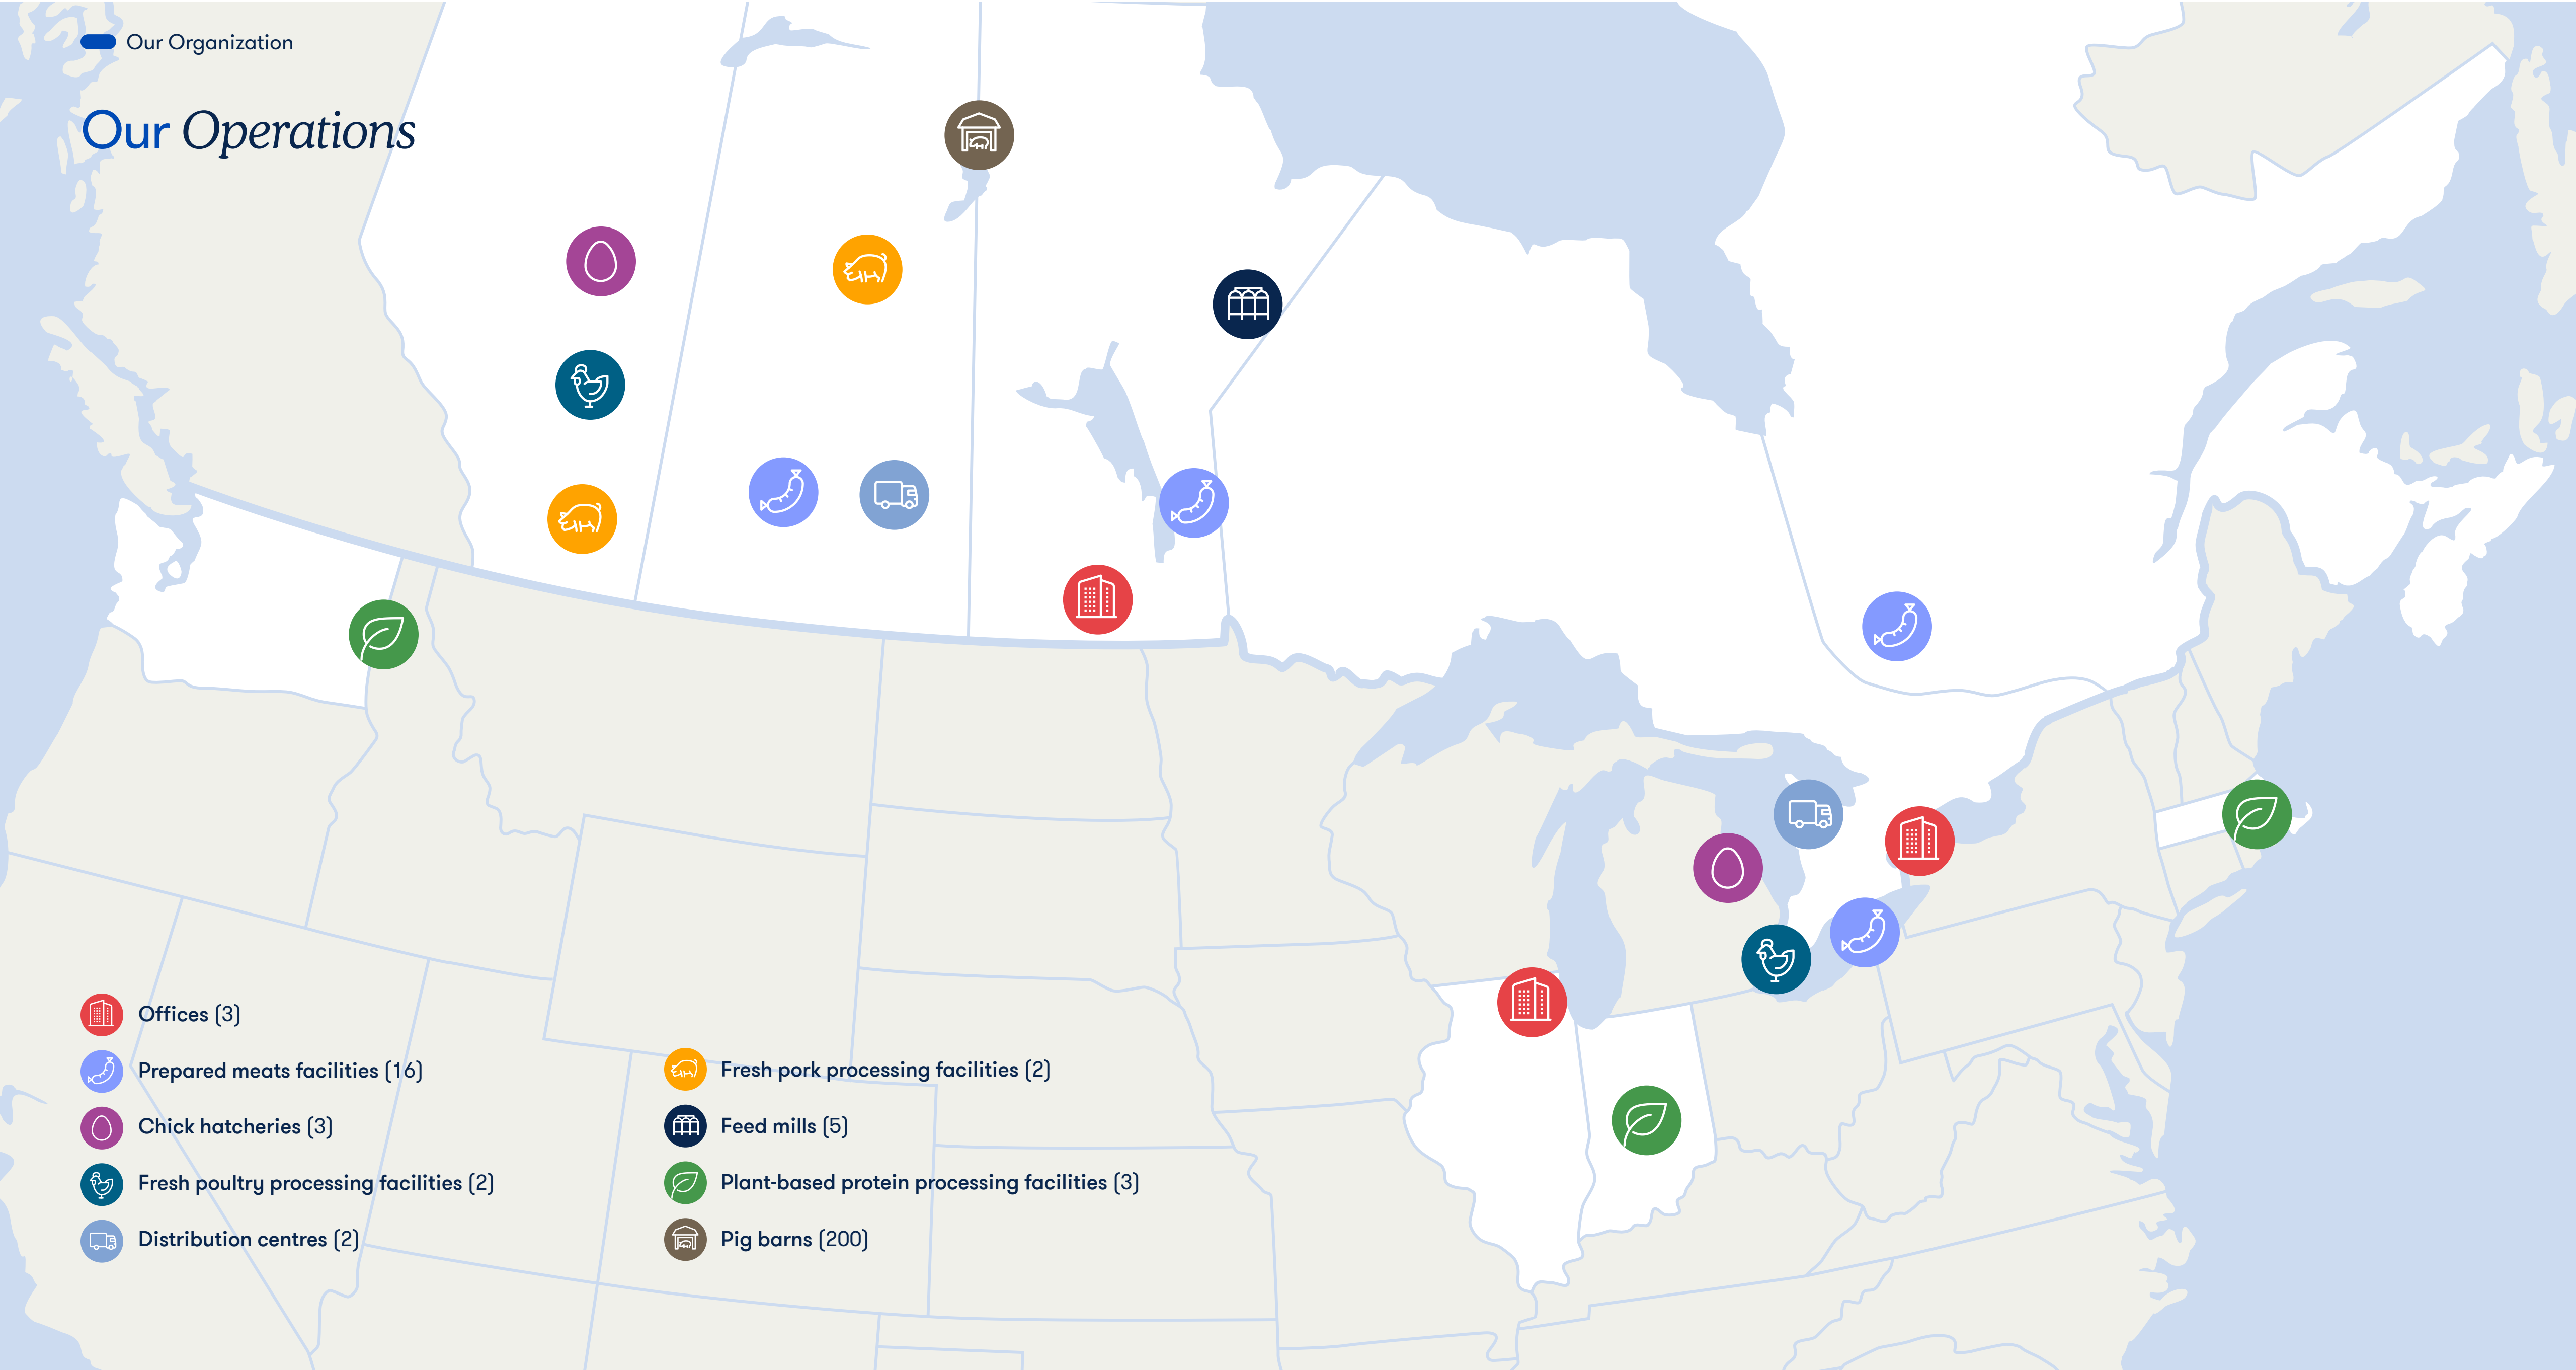 Our Organization
Our Operations
Offices (3)
Prepared meats facilities (16)
Chick hatcheries (3)
Fresh poultry processing facilities (2)
Distribution centres (2)
Fresh pork processing facilities (2)
Feed mills (5)
Plant-based protein processing facilities (3)
Pig barns (200)